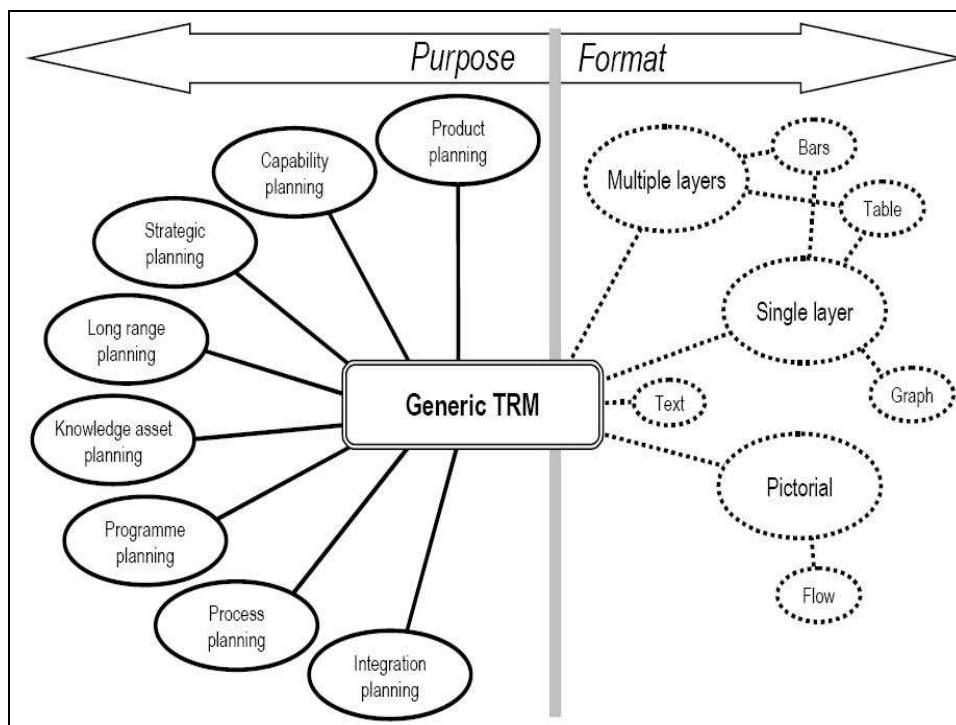 Purpose
Format
Product
planning
Capability
planning
Strategic
planning
Long range
planning
Knowledge asset
planning
Programme
planning
Process
planning
Integration
planning
Generic TRM
Multiple layers
Bars
Table
Single layer
Graph
Text
Pictorial
Flow